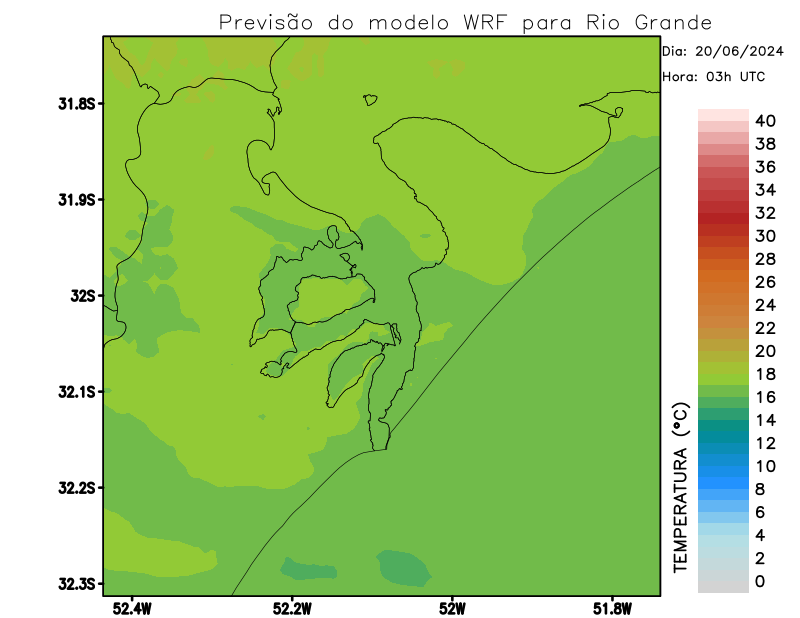 Previsão do modelo WRF para Rio Grande
Dia: 20/06/2024
Hora: 03h UTC
31.8S
31.9S
32S
32.1S
32.2S
32.3S
52.4W
52.2W
52W
51.8W
TEMPERATURA (°C)
40
38
36
34
32
30
28
26
24
22
20
18
16
14
12
10
8
6
4
2
0